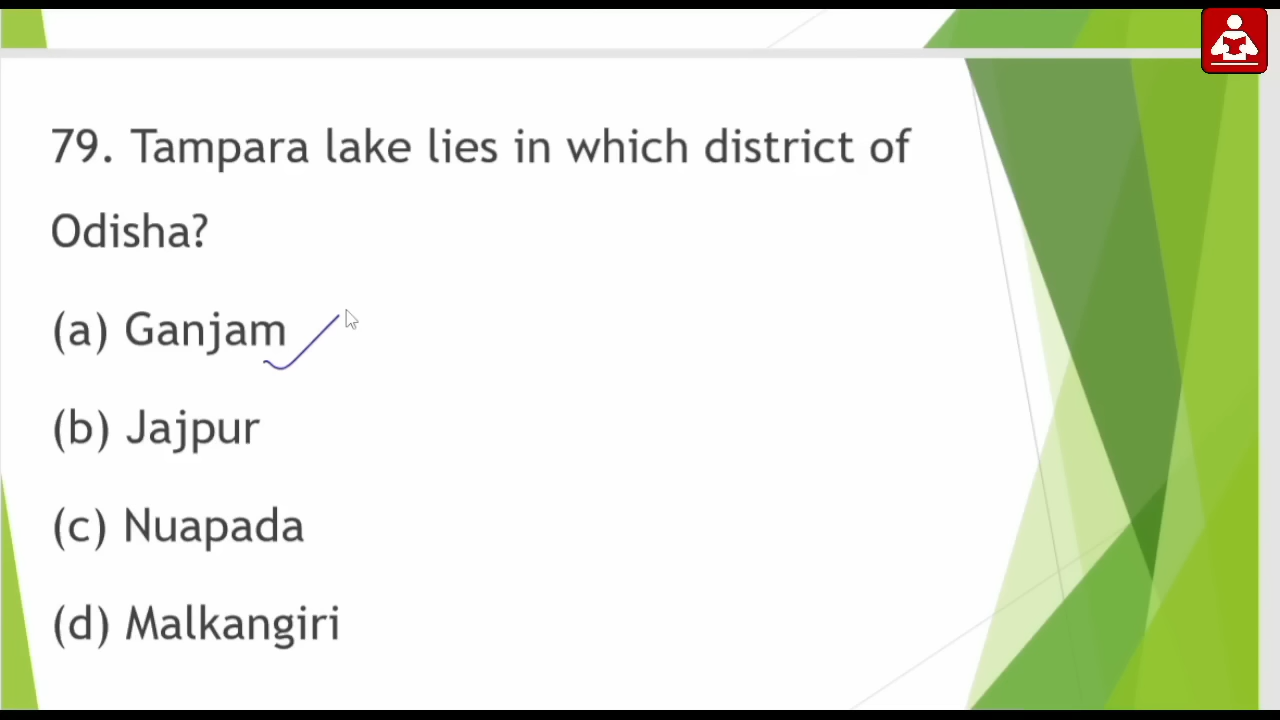 79. Tampara lake lies in which district of
Odisha?
(a) Ganjam
(b) Jajpur
(c) Nuapada
(d) Malkangiri